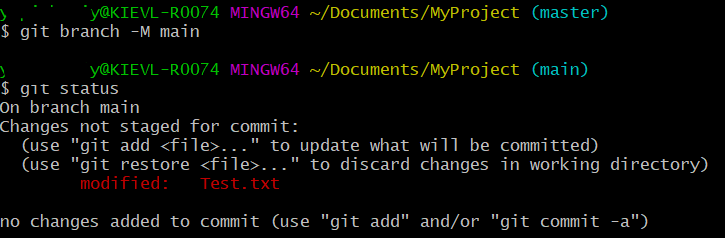 y@KIEVL-R0074 MINGW64 ~/Documents/MyProject (master)
$ git branch -M main
y@KIEVL-R0074 MINGW64 ~/Documents/MyProject (main)
$ git status
On branch main
Changes not staged for commit:
  (use "git add <file>..." to update what will be committed)
  (use "git restore <file>..." to discard changes in working directory)
        modified:   Test.txt
no changes added to commit (use "git add" and/or "git commit -a")